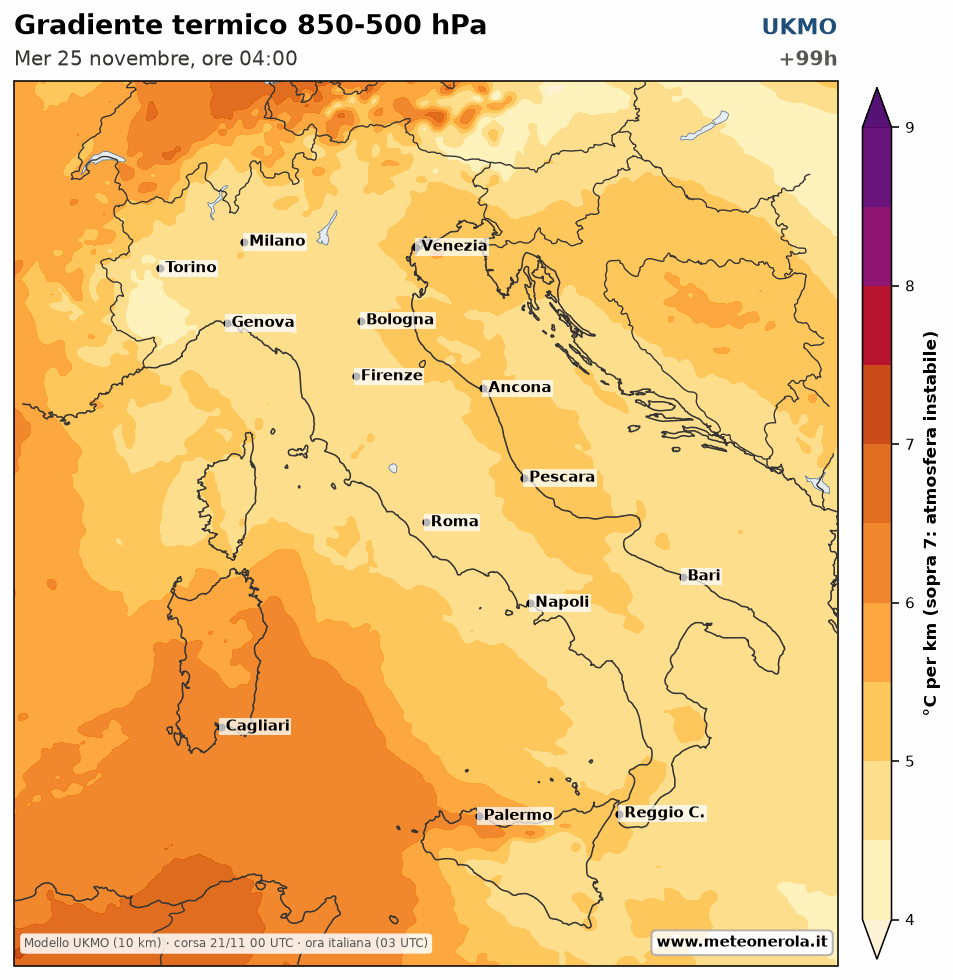 Gradiente termico 850-500 hPa
UKMO
Mer 25 novembre, ore 04:00
+99h
Milano
Venezia
Torino
Genova
Bologna
Firenze
Ancona
Pescara
Roma
Bari
Napoli
Cagliari
Palermo
Reggio C.
9
8
7
6
5
4
°C per km (sopra 7: atmosfera instabile)
Modello UKMO (10 km) · corsa 21/11 00 UTC · ora italiana (03 UTC)
www.meteonerola.it